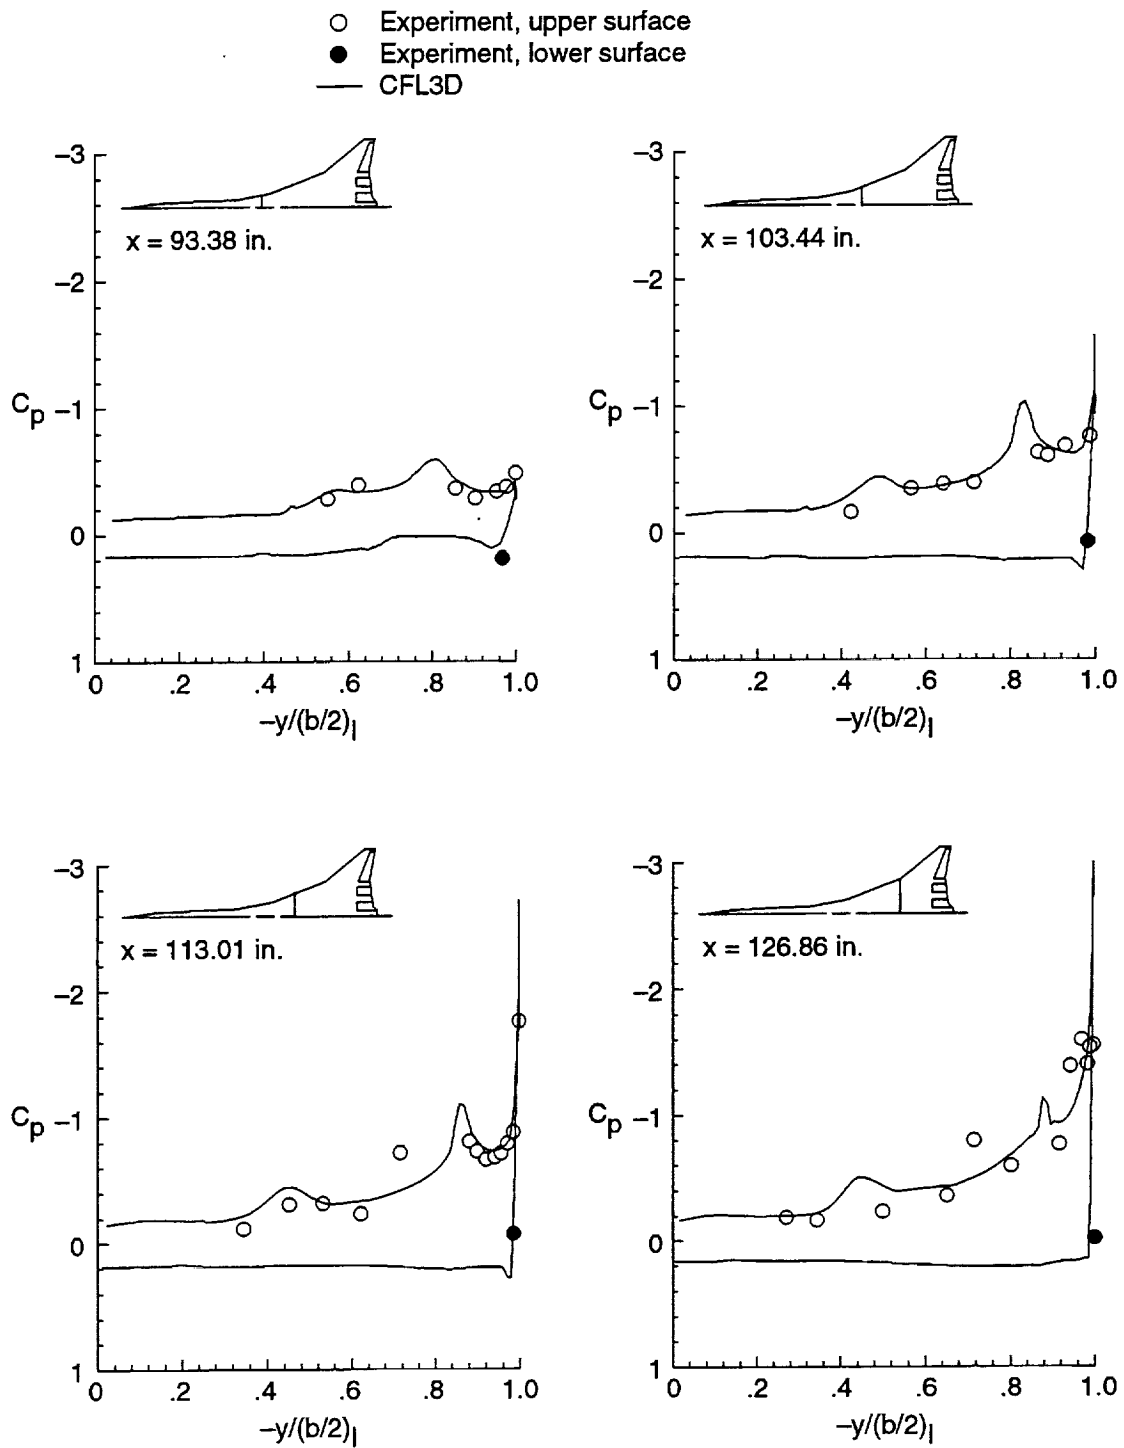 Experiment, upper surface
Experiment, lower surface
CFL3D
–3
–2
–1
0
1
Cp
x = 93.38 in.
0 .2 .4 .6 .8 1.0
–y/(b/2)l
–3
–2
–1
0
1
Cp
x = 103.44 in.
0 .2 .4 .6 .8 1.0
–y/(b/2)l
–3
–2
–1
0
1
Cp
x = 113.01 in.
0 .2 .4 .6 .8 1.0
–y/(b/2)l
–3
–2
–1
0
1
Cp
x = 126.86 in.
0 .2 .4 .6 .8 1.0
–y/(b/2)l